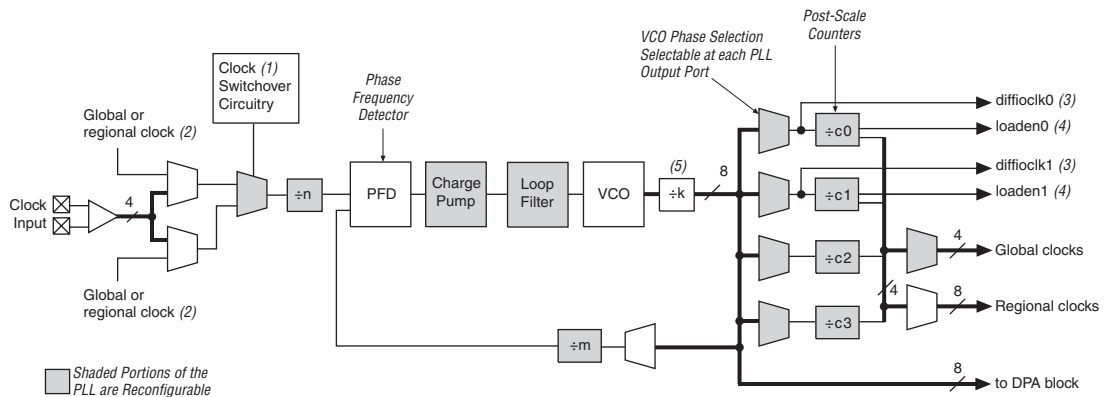 Post-Scale
Counters
VCO Phase Selection
Selectable at each PLL
Output Port
Clock (1)
Switchover
Circuitry
Phase
Frequency
Detector
Global or
regional clock (2)
diffioclk0 (3)
loaden0 (4)
÷c0
diffioclk1 (3)
loaden1 (4)
÷c1
(5)
8
÷n
PFD
Charge
Pump
Loop
Filter
VCO
÷k
Clock
Input
4
÷c2
4
Global clocks
4
8
Regional clocks
Global or
regional clock (2)
÷c3
÷m
8
to DPA block
Shaded Portions of the
PLL are Reconfigurable